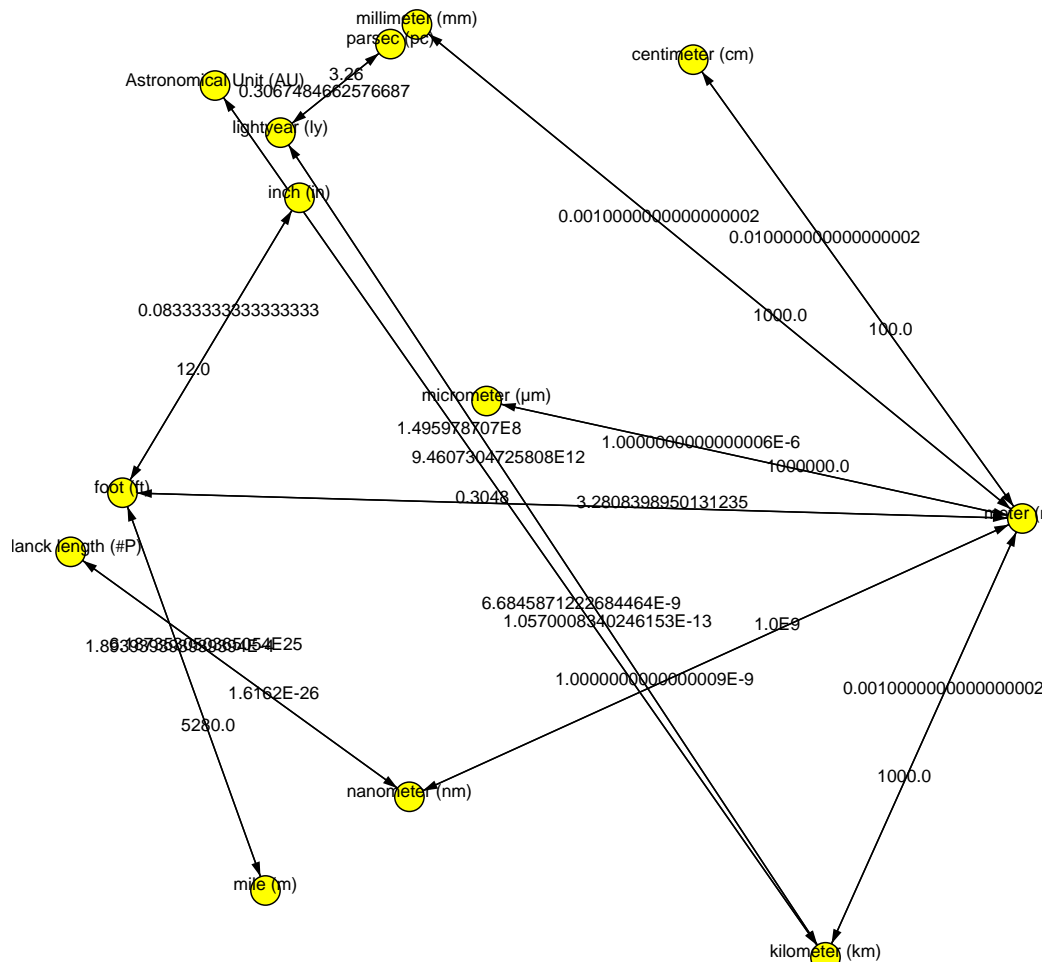 millimeter (mm)
parsec (pc)
centimeter (cm)
3.26
Astronomical Unit (AU)
0.3067484662576687
lightyear (ly)
inch (in)
0.0010000000000000002
0.010000000000000002
0.08333333333333333
1000.0
100.0
12.0
micrometer (µm)
1.495978707E8
1.0000000000000006E-6
9.4607304725808E12
1000000.0
foot (ft)
0.3048
3.2808398950131235
lanck length (#P)
6.6845871222684464E-9
1.0570008340246153E-13
1.0E9
1.0000000000000009E-9
0.0010000000000000002
1.6162E-26
5280.0
1000.0
nanometer (nm)
mile (m)
kilometer (km)